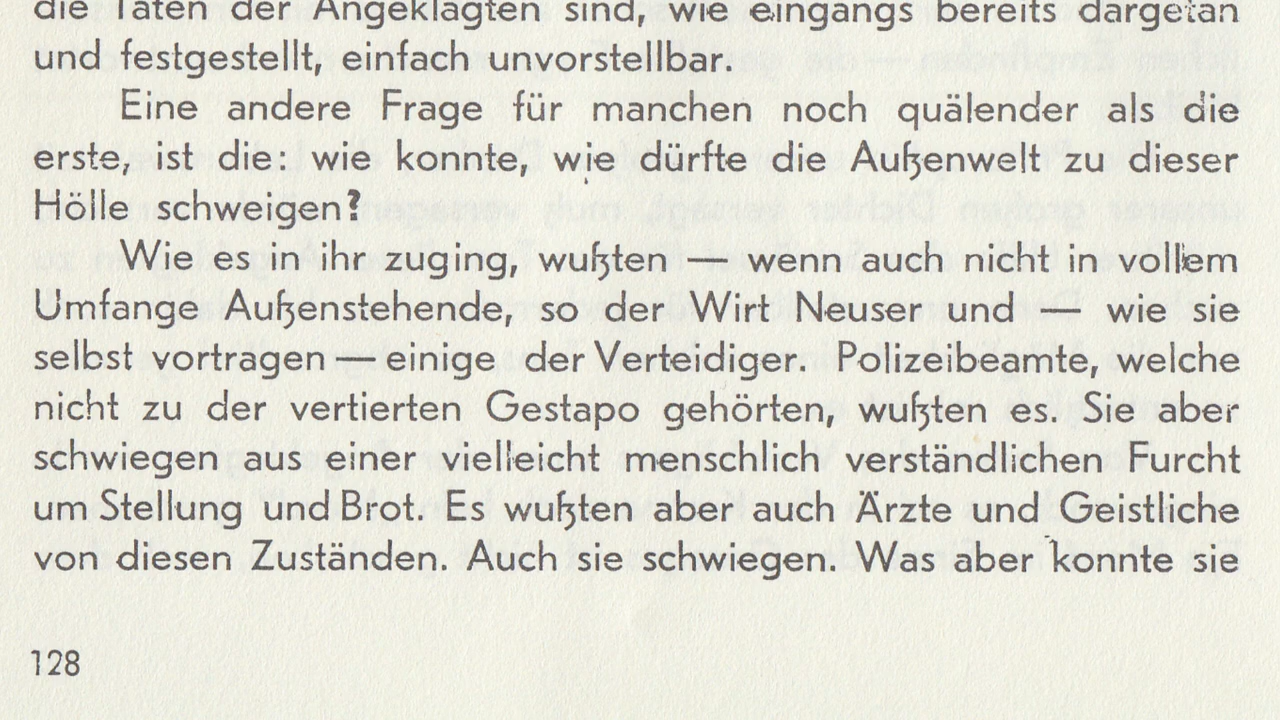 die Taten der Angeklagten sind, wie eingangs bereits dargetan
und festgestellt, einfach unvorstellbar.
Eine andere Frage für manchen noch quälender als die
erste, ist die, wie konnte, wie dürfte die Außenwelt zu dieser
Hölle schweigen?
Wie es in ihr zuging, wußten — wenn auch nicht in vollem
Umfange Außenstehende, so der Wirt Neuser und — wie sie
selbst vortragen — einige der Verteidiger. Polizeibeamte, welche
nicht zu der vertierten Gestapo gehörten, wußten es. Sie aber
schwiegen aus einer vielleicht menschlich verständlichen Furcht
um Stellung und Brot. Es wußten aber auch Ärzte und Geistliche
von diesen Zuständen. Auch sie schwiegen. Was aber konnte sie
128